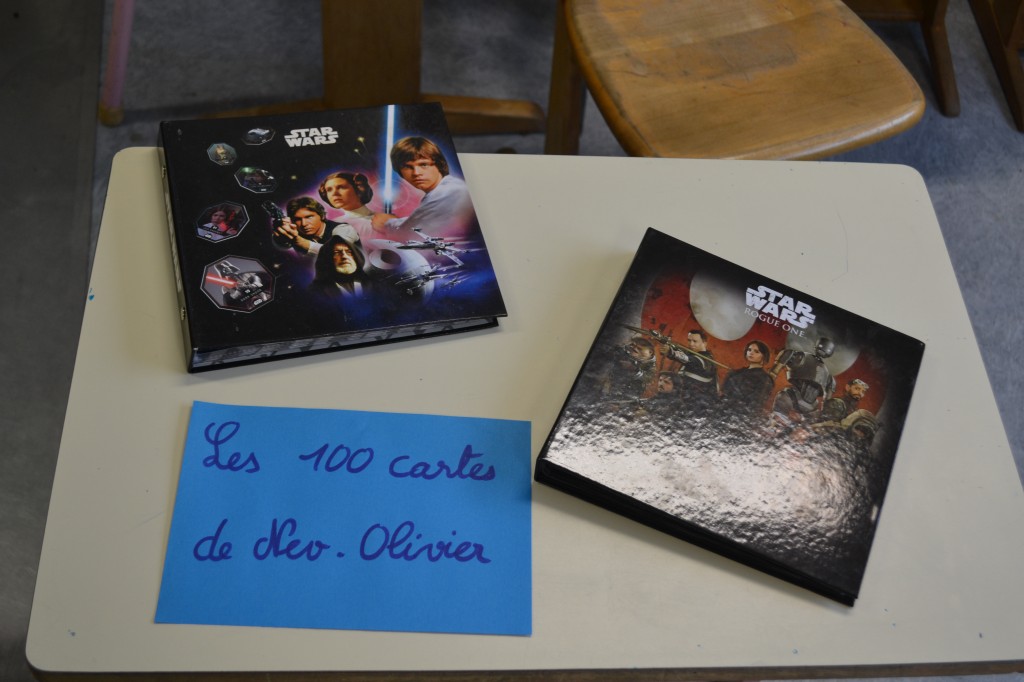 STAR
WARS
STAR
WARS
ROGUE ONE
Les 100 cartes
de Nev. Olivier